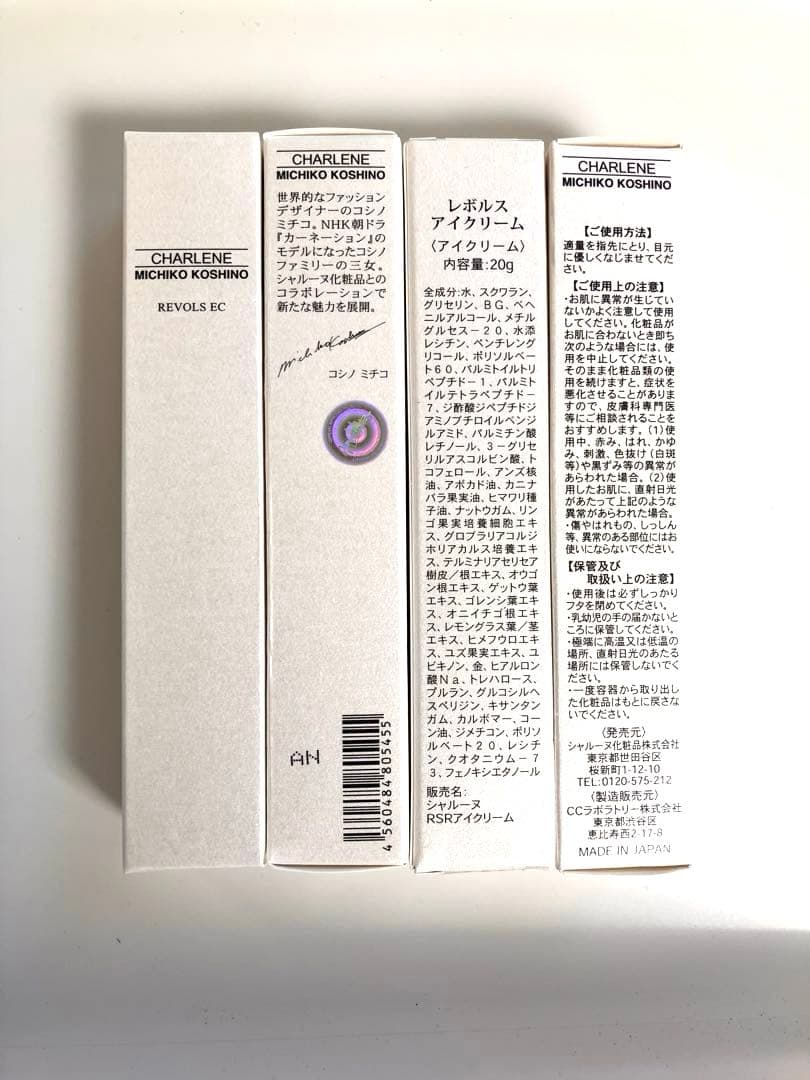 CHARLENE
MICHIKO KOSHINO
REVOLS EC
CHARLENE
MICHIKO KOSHINO
世界的なファッション
デザイナーのコシノ
ミチコ。NHK朝ドラ
『カーネーション』の
モデルになったコシノ
ファミリーの三女。
シャルーヌ化粧品との
コラボレーションで
新たな魅力を展開。
Michiko Koshino
コシノ ミチコ
AN
4560484805455
レボルス
アイクリーム
〈アイクリーム〉
内容量:20g
全成分:水、スクワラン、
グリセリン、BG、ベヘ
ニルアルコール、メチル
グルセス－20、水添
レシチン、ペンチレング
リコール、ポリソルベー
ト60、パルミトイルトリ
ペプチド－1、パルミト
イルテトラペプチド－
7、ジ酢酸ジペプチドジ
アミノブチロイルベンジ
ルアミド、パルミチン酸
レチノール、3－グリセ
リルアスコルビン酸、ト
コフェロール、アンズ核
油、アボカド油、カニナ
バラ果実油、ヒマワリ種
子油、ナットウガム、リン
ゴ果実培養細胞エキ
ス、グロブラリアコルジ
ホリアカルス培養エキ
ス、テルミナリアセリセア
樹皮／根エキス、オウゴ
ン根エキス、ゲットウ葉
エキス、ゴレンシ葉エキ
ス、オニイチゴ根エキ
ス、レモングラス葉／茎
エキス、ヒメフウロエキ
ス、ユズ果実エキス、ユ
ビキノン、金、ヒアルロン
酸Na、トレハロース、
プルラン、グルコシルヘ
スペリジン、キサンタン
ガム、カルボマー、コー
ン油、ジメチコン、ポリソ
ルベート20、レシチ
ン、クオタニウム－7
3、フェノキシエタノール
販売名:
シャルーヌ
RSRアイクリーム
CHARLENE
MICHIKO KOSHINO
【ご使用方法】
適量を指先にとり、目元
に優しくなじませてくだ
さい。
【ご使用上の注意】
・お肌に異常が生じてい
ないかよく注意して使用
してください。化粧品が
お肌に合わないとき即ち
次のような場合には、使
用を中止してください。
そのまま化粧品類の使
用を続けますと、症状を
悪化させることがありま
すので、皮膚科専門医
等にご相談されることを
おすすめします。(1)使
用中、赤み、はれ、かゆ
み、刺激、色抜け(白斑
等)や黒ずみ等の異常が
あらわれた場合。(2)使
用したお肌に、直射日光
があたって上記のような
異常があらわれた場合。
・傷やはれもの、しっしん
等、異常のある部位にはお
使いにならないでください。
【保管及び
取扱い上の注意】
・使用後は必ずしっかり
フタを閉めてください。
・乳幼児の手の届かないと
ころに保管してください。
・極端に高温又は低温の
場所、直射日光のあたる
場所には保管しないでく
ださい。
・一度容器から取り出し
た化粧品はもとに戻さな
いでください。
〈発売元〉
シャルーヌ化粧品株式会社
東京都世田谷区
桜新町1-12-10
TEL:0120-575-212
〈製造販売元〉
CCラボラトリー株式会社
東京都渋谷区
恵比寿西2-17-8
MADE IN JAPAN